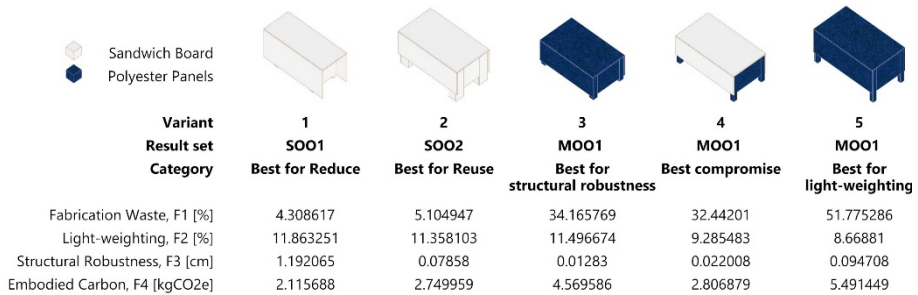 Sandwich Board
Polyester Panels
Variant 1 2 3 4 5
Result set SOO1 SOO2 MOO1 MOO1 MOO1
Category Best for Reduce Best for Reuse Best for structural robustness Best compromise Best for light-weighting
Fabrication Waste, F1 [%] 4.308617 5.104947 34.165769 32.44201 51.775286
Light-weighting, F2 [%] 11.863251 11.358103 11.496674 9.285483 8.66881
Structural Robustness, F3 [cm] 1.192065 0.07858 0.01283 0.022008 0.094708
Embodied Carbon, F4 [kgCO2e] 2.115688 2.749959 4.569586 2.806879 5.491449